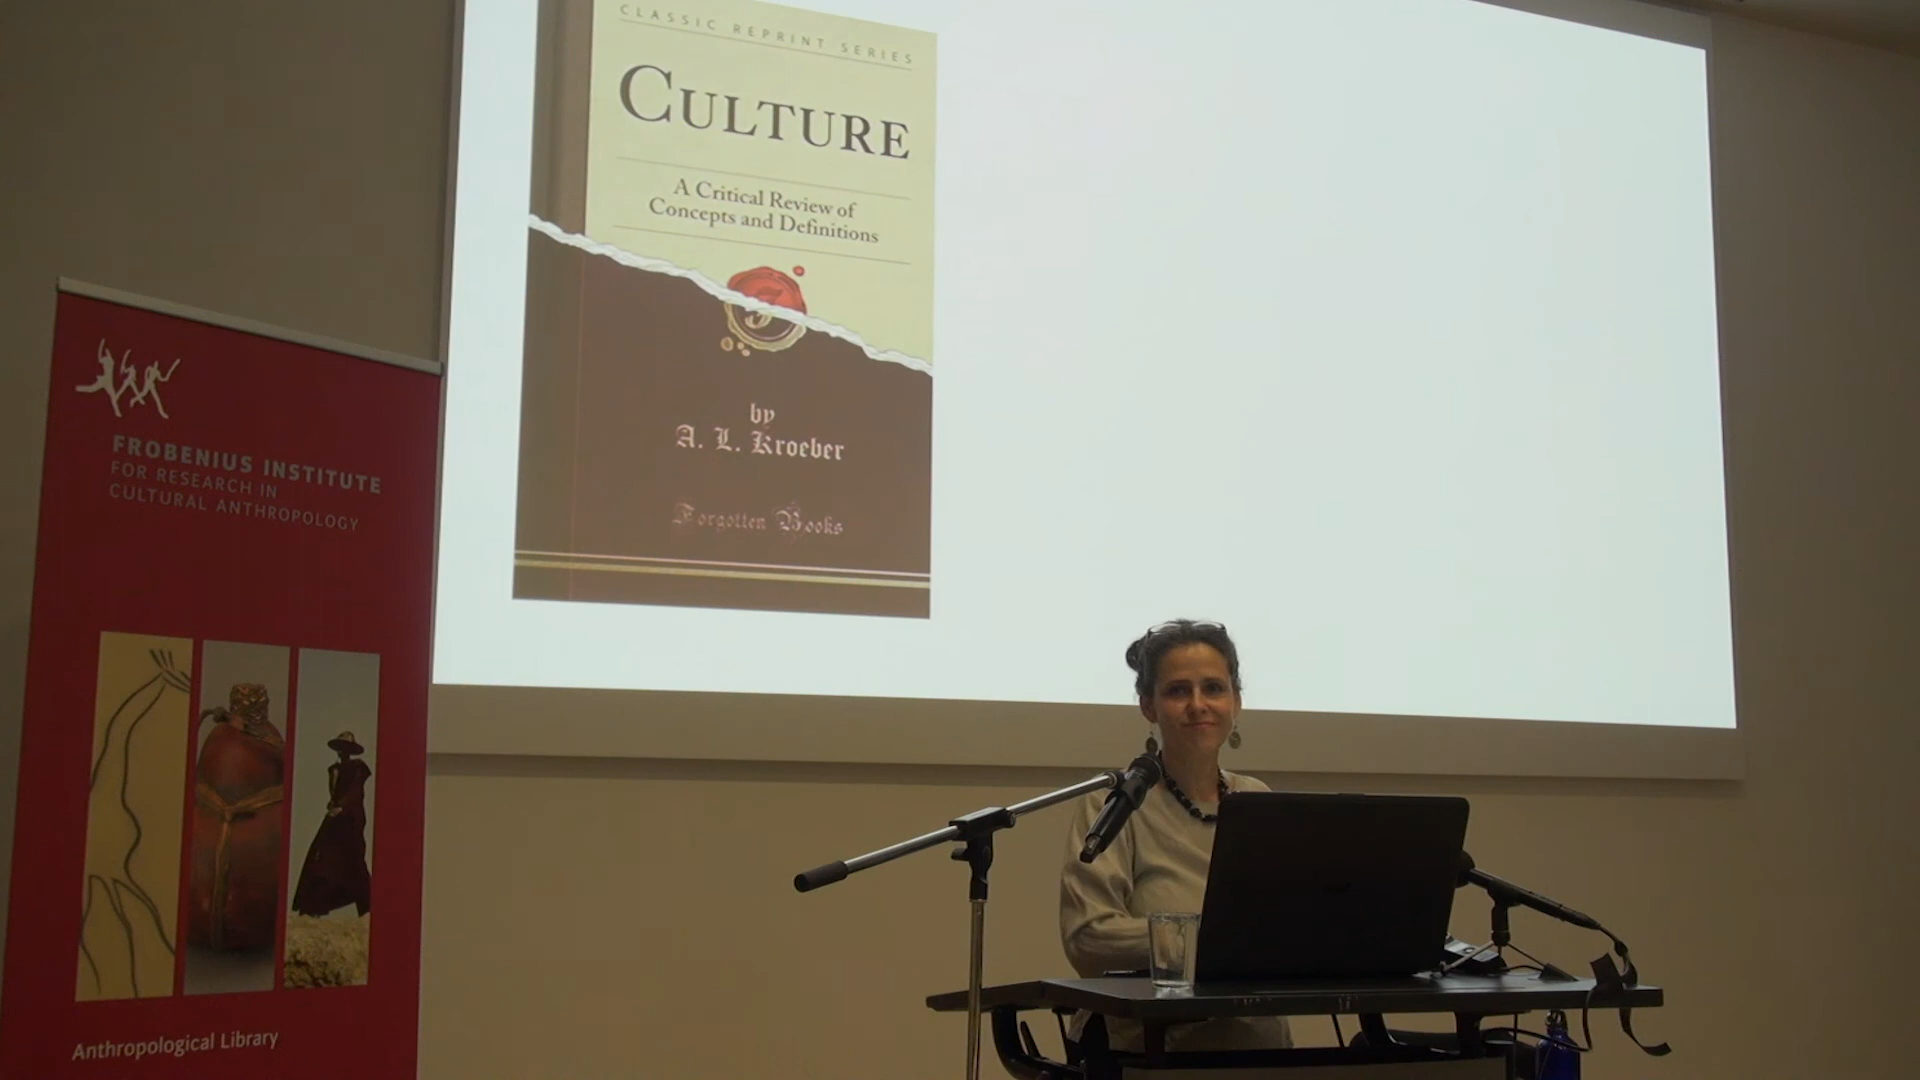 CLASSIC REPRINT SERIES
CULTURE
A Critical Review of
Concepts and Definitions
by
A. L. Kroeber
Forgotten Books
FROBENIUS INSTITUTE
FOR RESEARCH IN
CULTURAL ANTHROPOLOGY
Anthropological Library